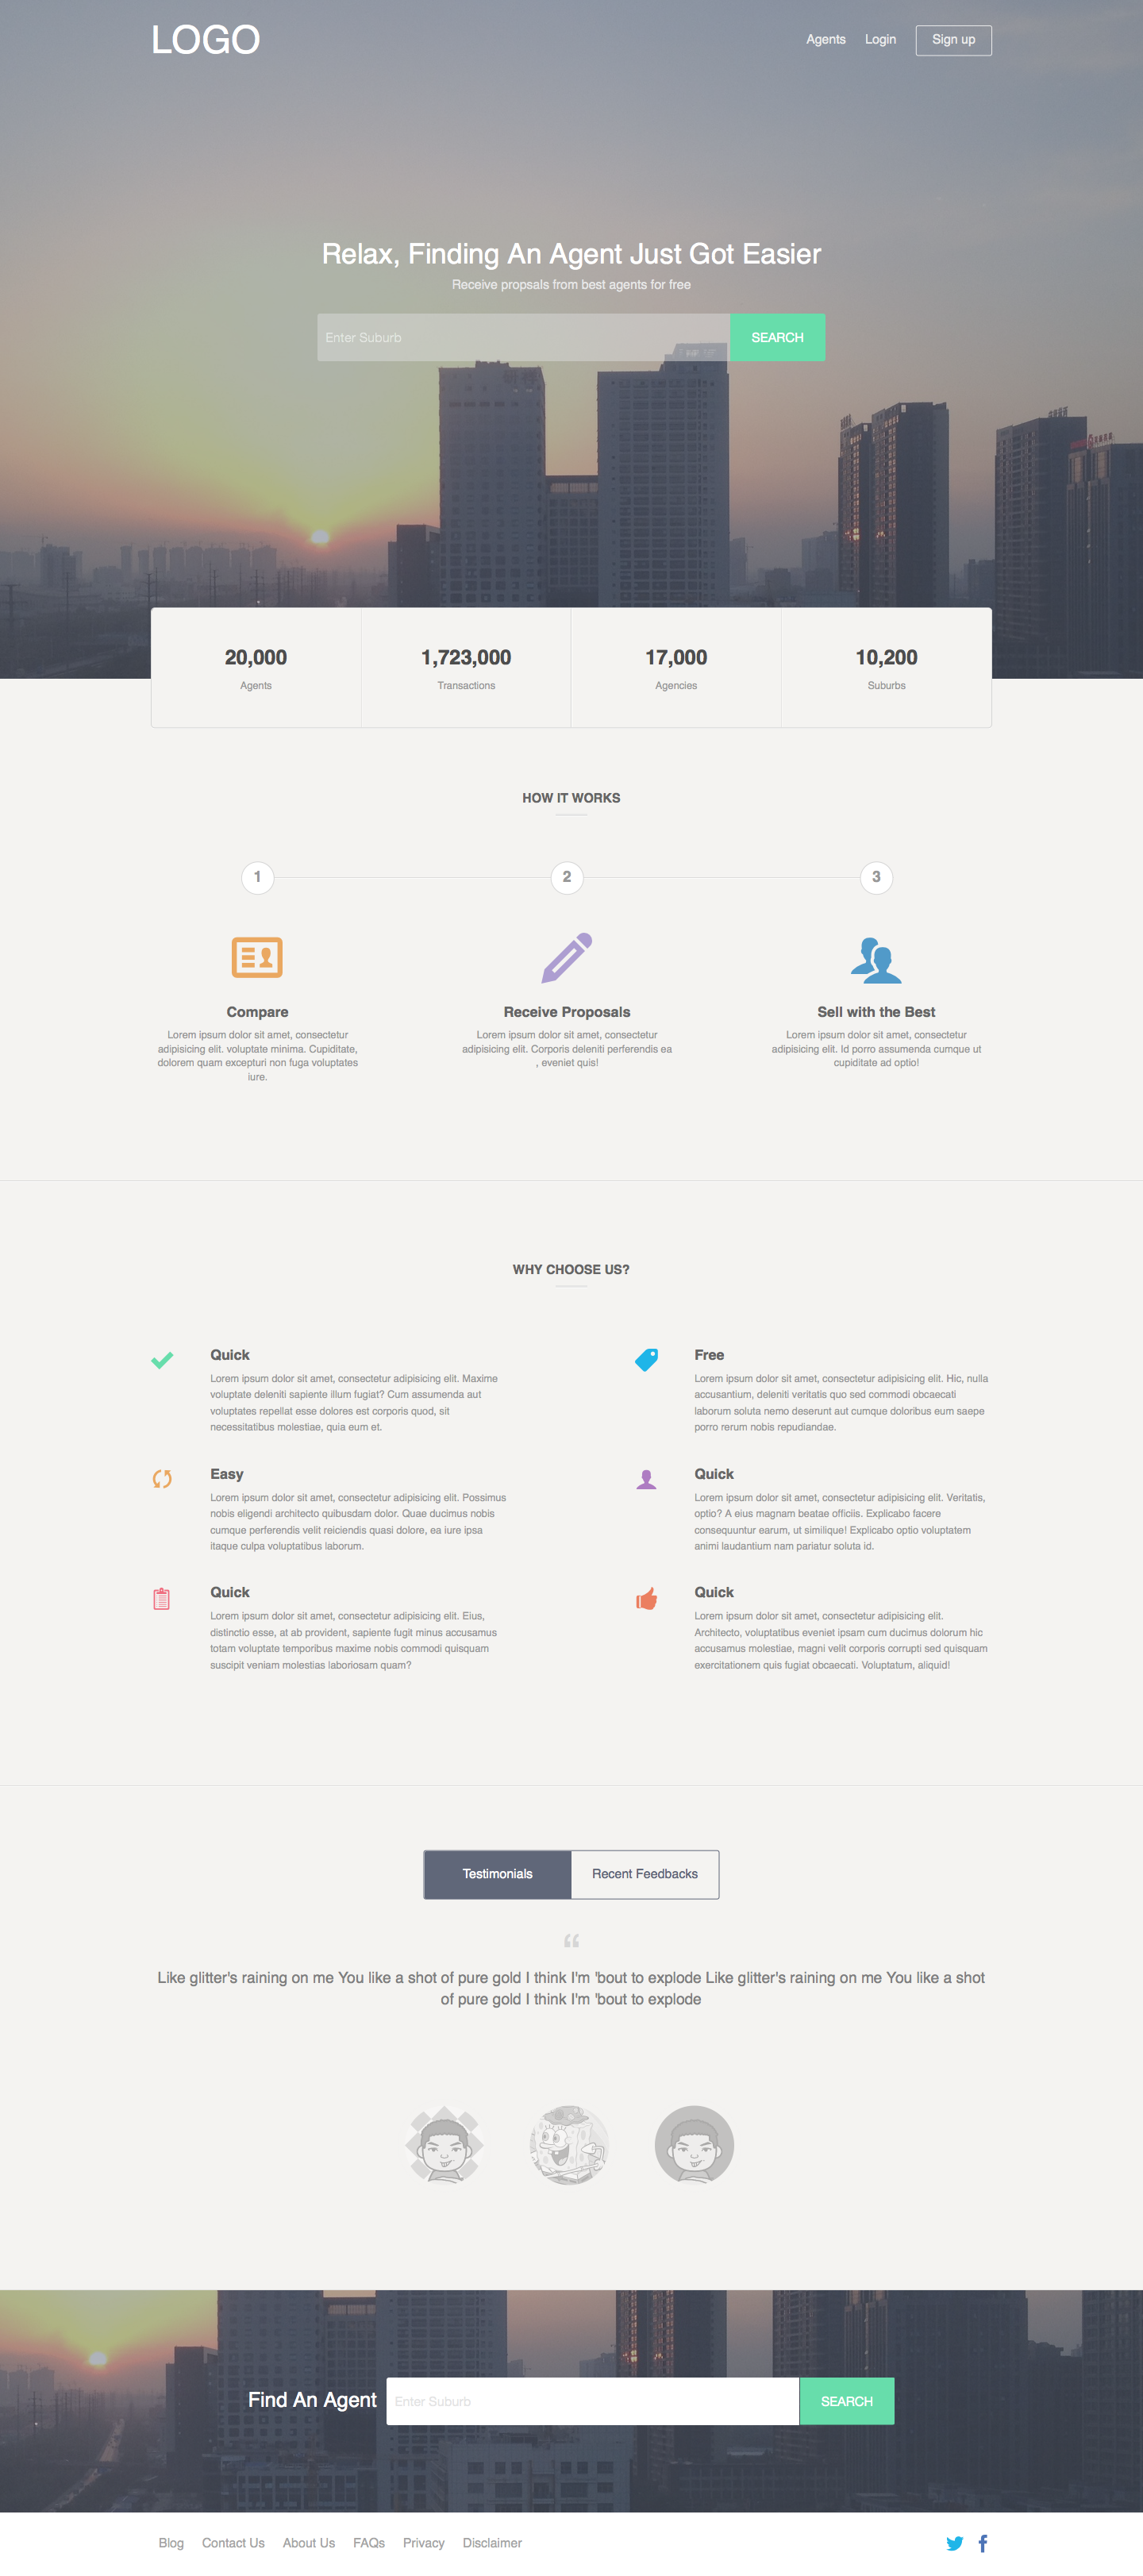 LOGO
Agents Login Sign up
Relax, Finding An Agent Just Got Easier
Receive propsals from best agents for free
Enter Suburb SEARCH
20,000
Agents
1,723,000
Transactions
17,000
Agencies
10,200
Suburbs
HOW IT WORKS
1 2 3
Compare
Lorem ipsum dolor sit amet, consectetur
adipisicing elit. voluptate minima. Cupiditate,
dolorem quam excepturi non fuga voluptates
iure.
Receive Proposals
Lorem ipsum dolor sit amet, consectetur
adipisicing elit. Corporis deleniti perferendis ea
, eveniet quis!
Sell with the Best
Lorem ipsum dolor sit amet, consectetur
adipisicing elit. Id porro assumenda cumque ut
cupiditate ad optio!
WHY CHOOSE US?
Quick
Lorem ipsum dolor sit amet, consectetur adipisicing elit. Maxime
voluptate deleniti sapiente illum fugiat? Cum assumenda aut
voluptates repellat esse dolores est corporis quod, sit
necessitatibus molestiae, quia eum et.
Free
Lorem ipsum dolor sit amet, consectetur adipisicing elit. Hic, nulla
accusantium, deleniti veritatis quo sed commodi obcaecati
laborum soluta nemo deserunt aut cumque doloribus eum saepe
porro rerum nobis repudiandae.
Easy
Lorem ipsum dolor sit amet, consectetur adipisicing elit. Possimus
nobis eligendi architecto quibusdam dolor. Quae ducimus nobis
cumque perferendis velit reiciendis quasi dolore, ea iure ipsa
itaque culpa voluptatibus laborum.
Quick
Lorem ipsum dolor sit amet, consectetur adipisicing elit. Veritatis,
optio? A eius magnam beatae officiis. Explicabo facere
consequuntur earum, ut similique! Explicabo optio voluptatem
animi laudantium nam pariatur soluta id.
Quick
Lorem ipsum dolor sit amet, consectetur adipisicing elit. Eius,
distinctio esse, at ab provident, sapiente fugit minus accusamus
totam voluptate temporibus maxime nobis commodi quisquam
suscipit veniam molestias laboriosam quam?
Quick
Lorem ipsum dolor sit amet, consectetur adipisicing elit.
Architecto, voluptatibus eveniet ipsam cum ducimus dolorum hic
accusamus molestiae, magni velit corporis corrupti sed quisquam
exercitationem quis fugiat obcaecati. Voluptatum, aliquid!
Testimonials Recent Feedbacks
“
Like glitter's raining on me You like a shot of pure gold I think I'm 'bout to explode Like glitter's raining on me You like a shot
of pure gold I think I'm 'bout to explode
Find An Agent Enter Suburb SEARCH
Blog Contact Us About Us FAQs Privacy Disclaimer